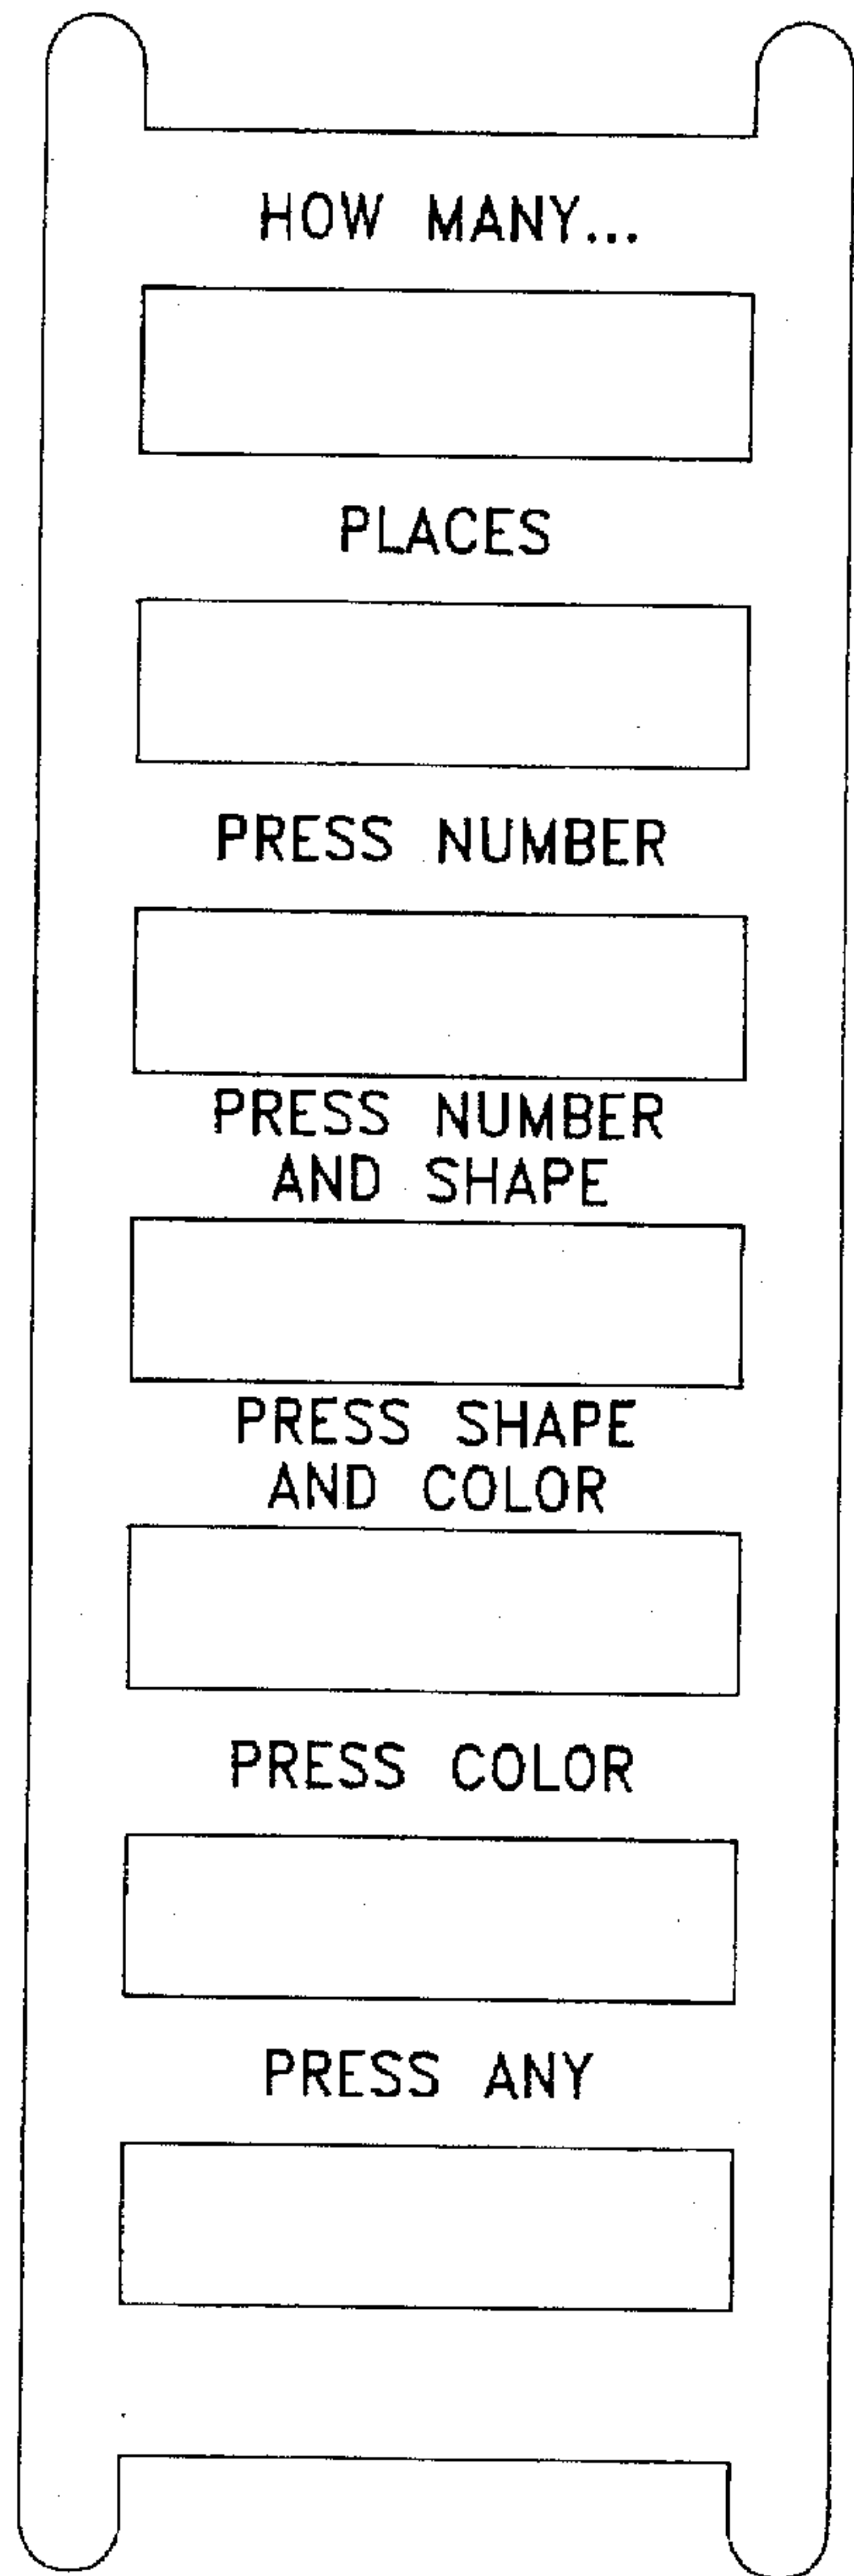 HOW MANY...
PLACES
PRESS NUMBER
PRESS NUMBER
AND SHAPE
PRESS SHAPE
AND COLOR
PRESS COLOR
PRESS ANY